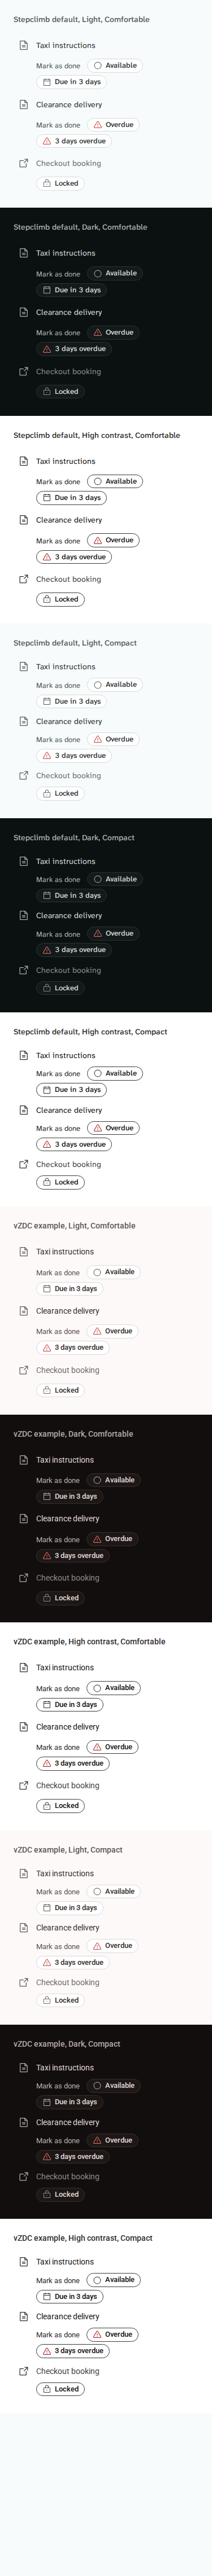 Stepclimb default, Light, Comfortable
Taxi instructions
Mark as done Available
Due in 3 days
Clearance delivery
Mark as done Overdue
3 days overdue
Checkout booking
Locked
Stepclimb default, Dark, Comfortable
Taxi instructions
Mark as done Available
Due in 3 days
Clearance delivery
Mark as done Overdue
3 days overdue
Checkout booking
Locked
Stepclimb default, High contrast, Comfortable
Taxi instructions
Mark as done Available
Due in 3 days
Clearance delivery
Mark as done Overdue
3 days overdue
Checkout booking
Locked
Stepclimb default, Light, Compact
Taxi instructions
Mark as done Available
Due in 3 days
Clearance delivery
Mark as done Overdue
3 days overdue
Checkout booking
Locked
Stepclimb default, Dark, Compact
Taxi instructions
Mark as done Available
Due in 3 days
Clearance delivery
Mark as done Overdue
3 days overdue
Checkout booking
Locked
Stepclimb default, High contrast, Compact
Taxi instructions
Mark as done Available
Due in 3 days
Clearance delivery
Mark as done Overdue
3 days overdue
Checkout booking
Locked
vZDC example, Light, Comfortable
Taxi instructions
Mark as done Available
Due in 3 days
Clearance delivery
Mark as done Overdue
3 days overdue
Checkout booking
Locked
vZDC example, Dark, Comfortable
Taxi instructions
Mark as done Available
Due in 3 days
Clearance delivery
Mark as done Overdue
3 days overdue
Checkout booking
Locked
vZDC example, High contrast, Comfortable
Taxi instructions
Mark as done Available
Due in 3 days
Clearance delivery
Mark as done Overdue
3 days overdue
Checkout booking
Locked
vZDC example, Light, Compact
Taxi instructions
Mark as done Available
Due in 3 days
Clearance delivery
Mark as done Overdue
3 days overdue
Checkout booking
Locked
vZDC example, Dark, Compact
Taxi instructions
Mark as done Available
Due in 3 days
Clearance delivery
Mark as done Overdue
3 days overdue
Checkout booking
Locked
vZDC example, High contrast, Compact
Taxi instructions
Mark as done Available
Due in 3 days
Clearance delivery
Mark as done Overdue
3 days overdue
Checkout booking
Locked